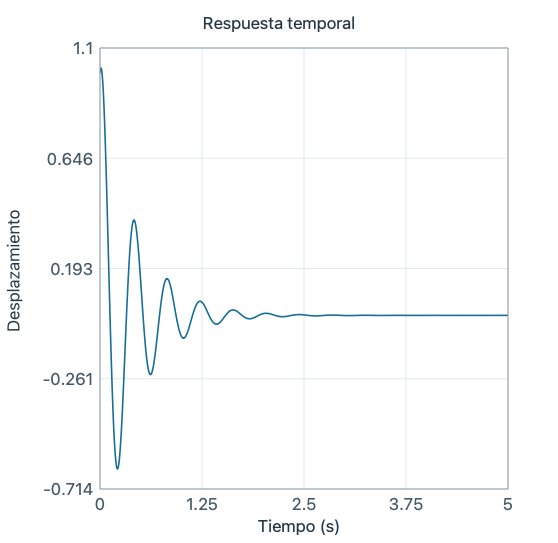 Respuesta temporal
1.1
0.646
0.193
-0.261
-0.714
Desplazamiento
0 1.25 2.5 3.75 5
Tiempo (s)